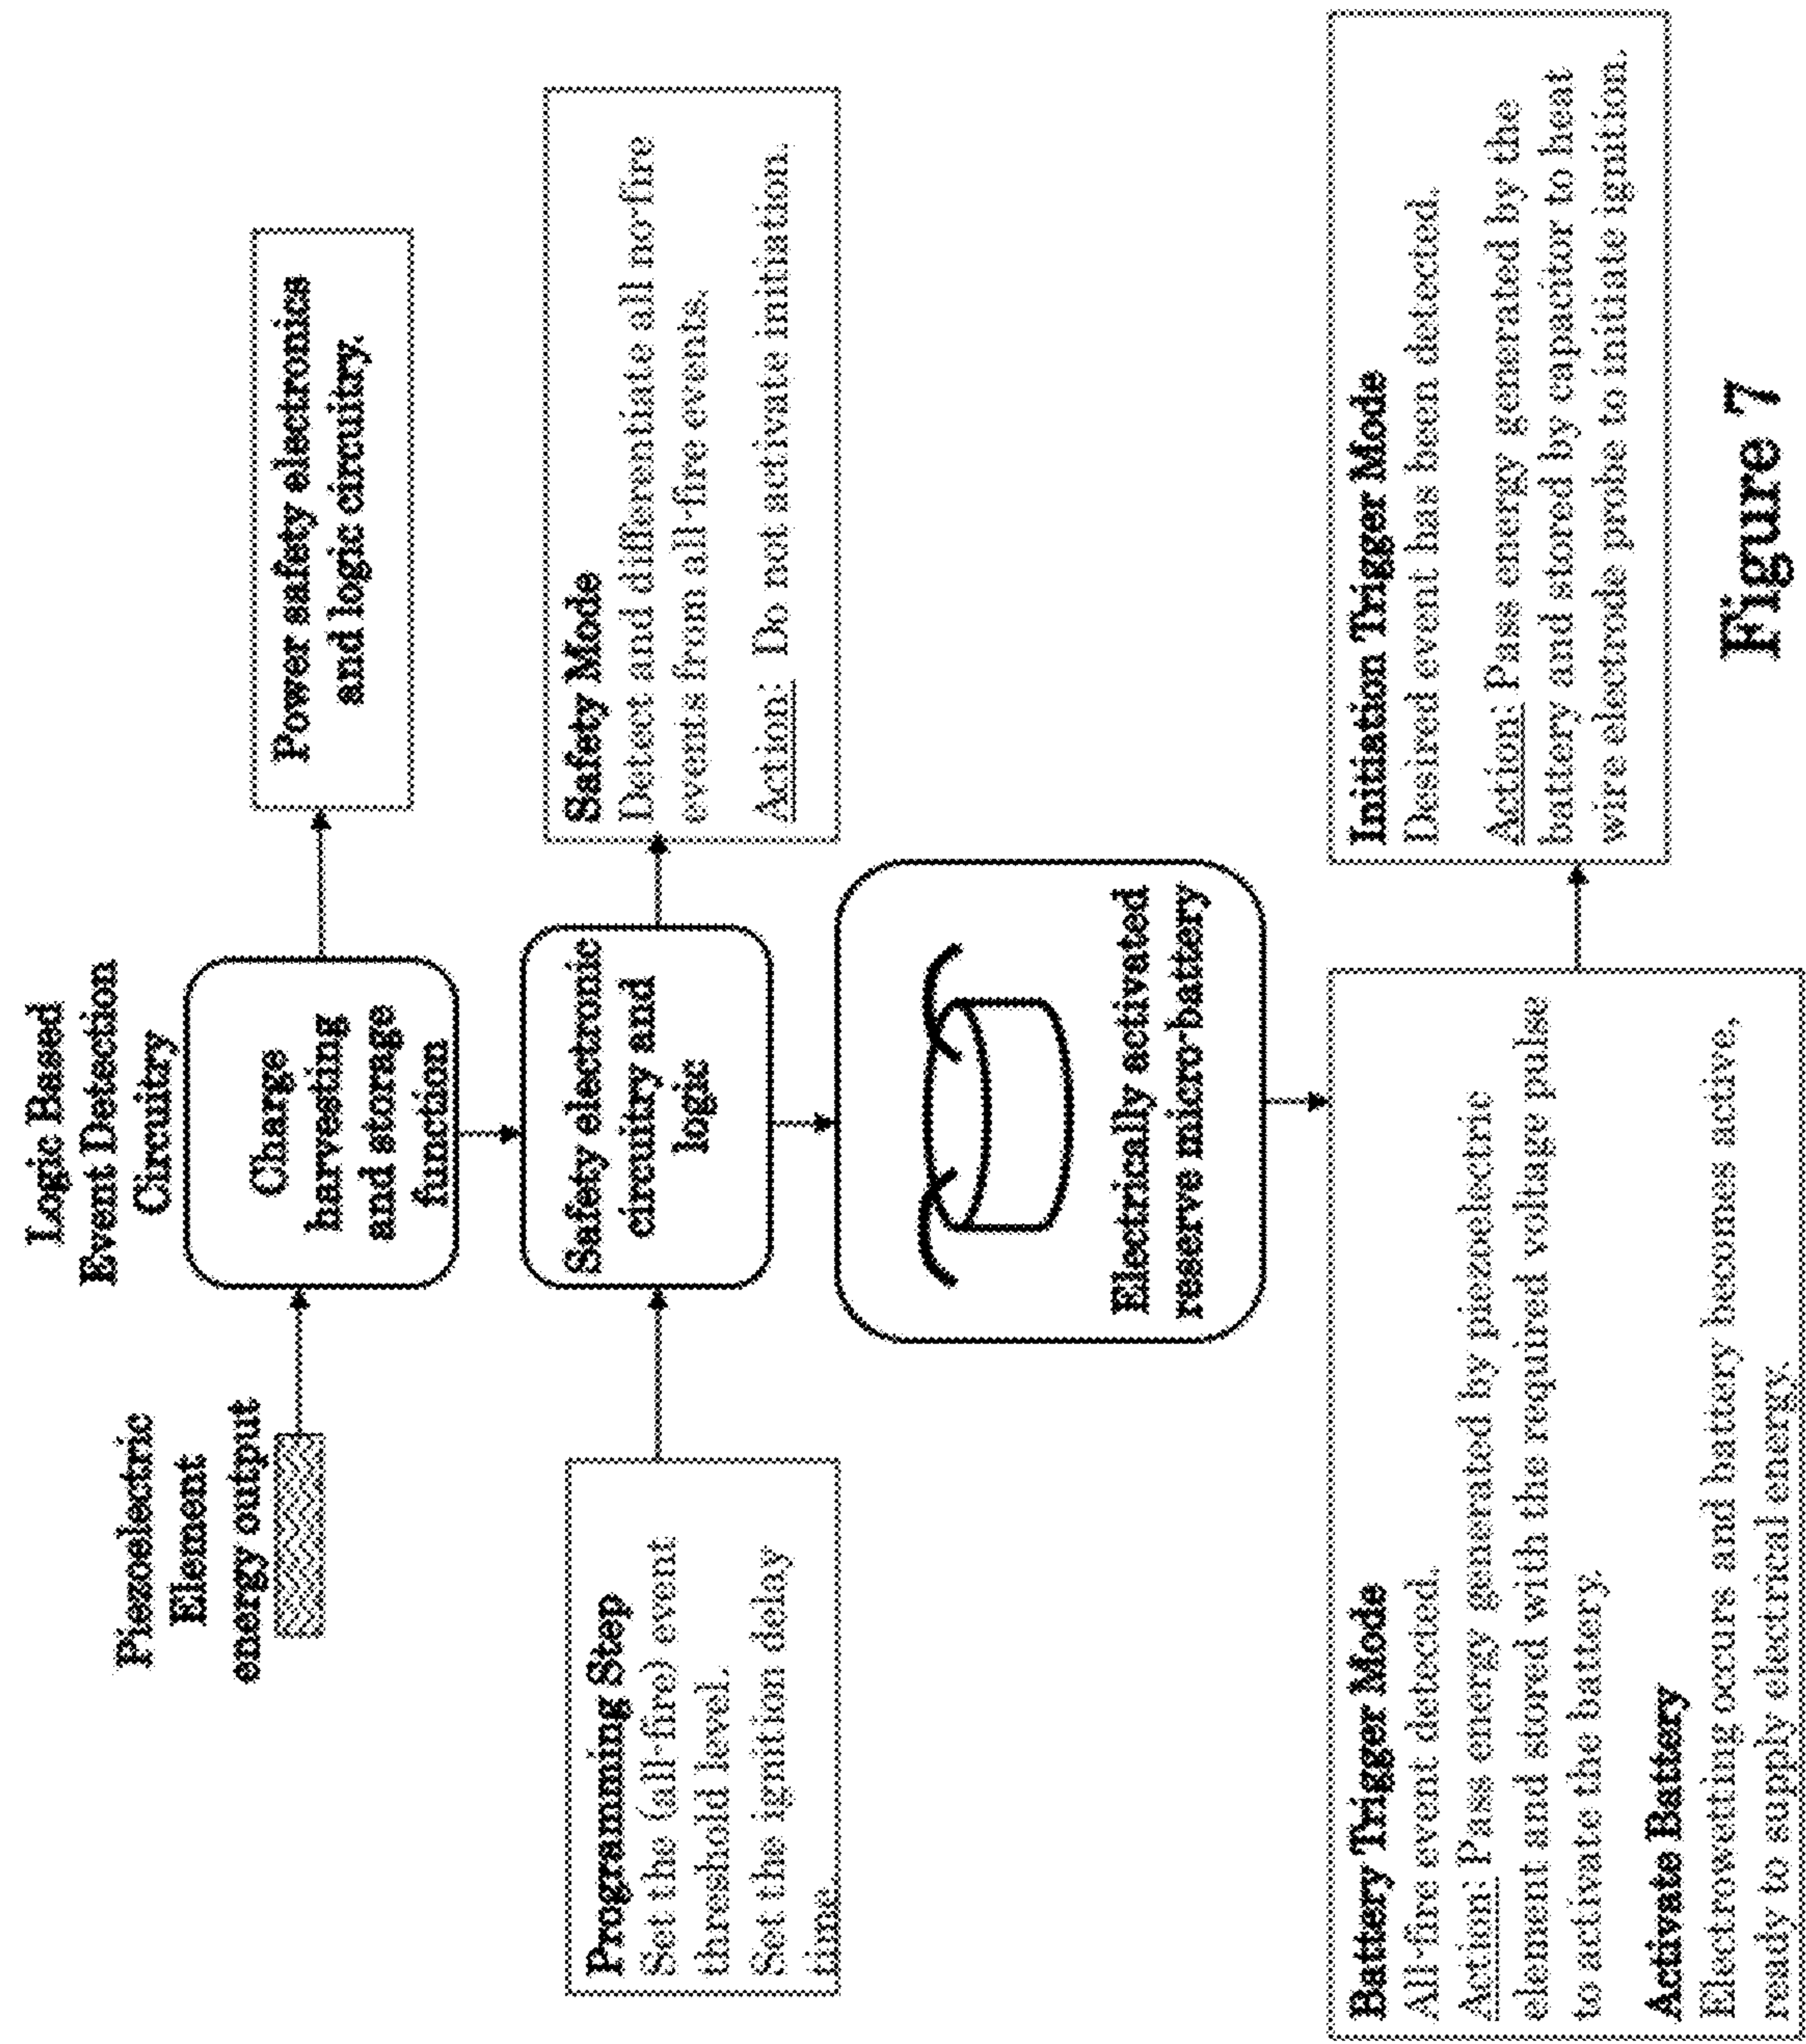 Logic Based
Event Detection
Circuitry
Piezoelectric
Element
energy output
Charge
harvesting
and storage
function
Power safety electronics
and logic circuitry.
Programming Step
Set the (all-fire) event
threshold level.
Set the ignition delay
time.
Safety electronic
circuitry and
logic
Safety Mode
Detect and differentiate all no-fire
events from all-fire events.
Action: Do not activate initiation.
Electrically activated
reserve micro-battery
Battery Trigger Mode
All-fire event detected.
Action: Pass energy generated by piezoelectric
element and stored with the required voltage pulse
to activate the battery.
Activate Battery
Electrowetting occurs and battery becomes active,
ready to supply electrical energy.
Initiation Trigger Mode
Desired event has been detected.
Action: Pass energy generated by the
battery and stored by capacitor to heat
wire electrode probe to initiate ignition.
Figure 7